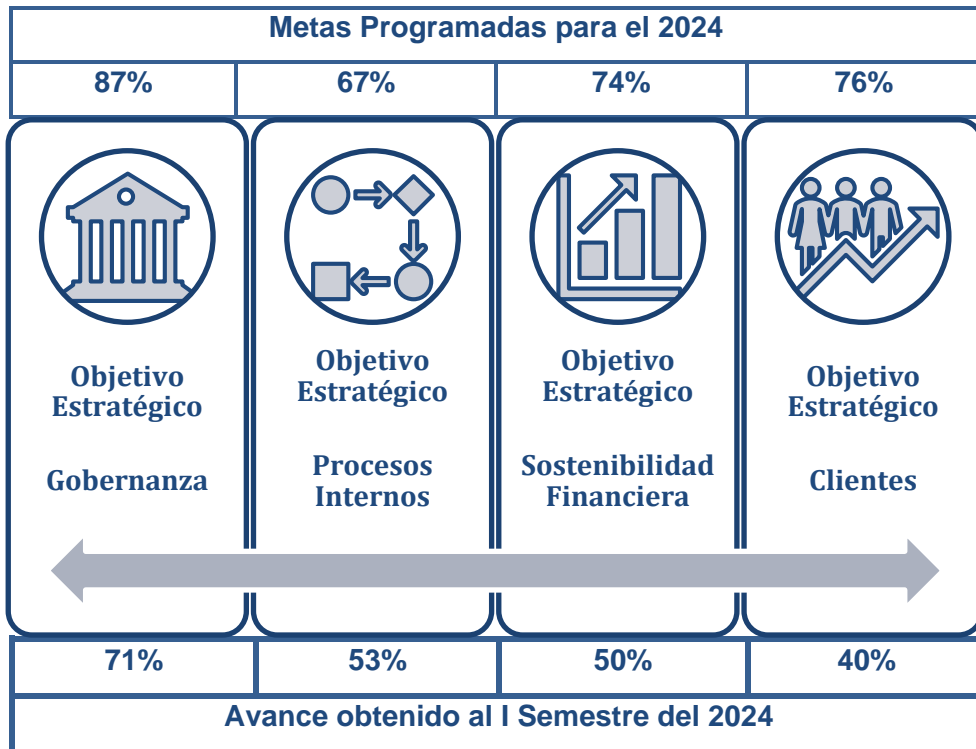 Metas Programadas para el 2024
87% 67% 74% 76%
Objetivo
Estratégico
Gobernanza
Objetivo
Estratégico
Procesos
Internos
Objetivo
Estratégico
Sostenibilidad
Financiera
Objetivo
Estratégico
Clientes
71% 53% 50% 40%
Avance obtenido al I Semestre del 2024